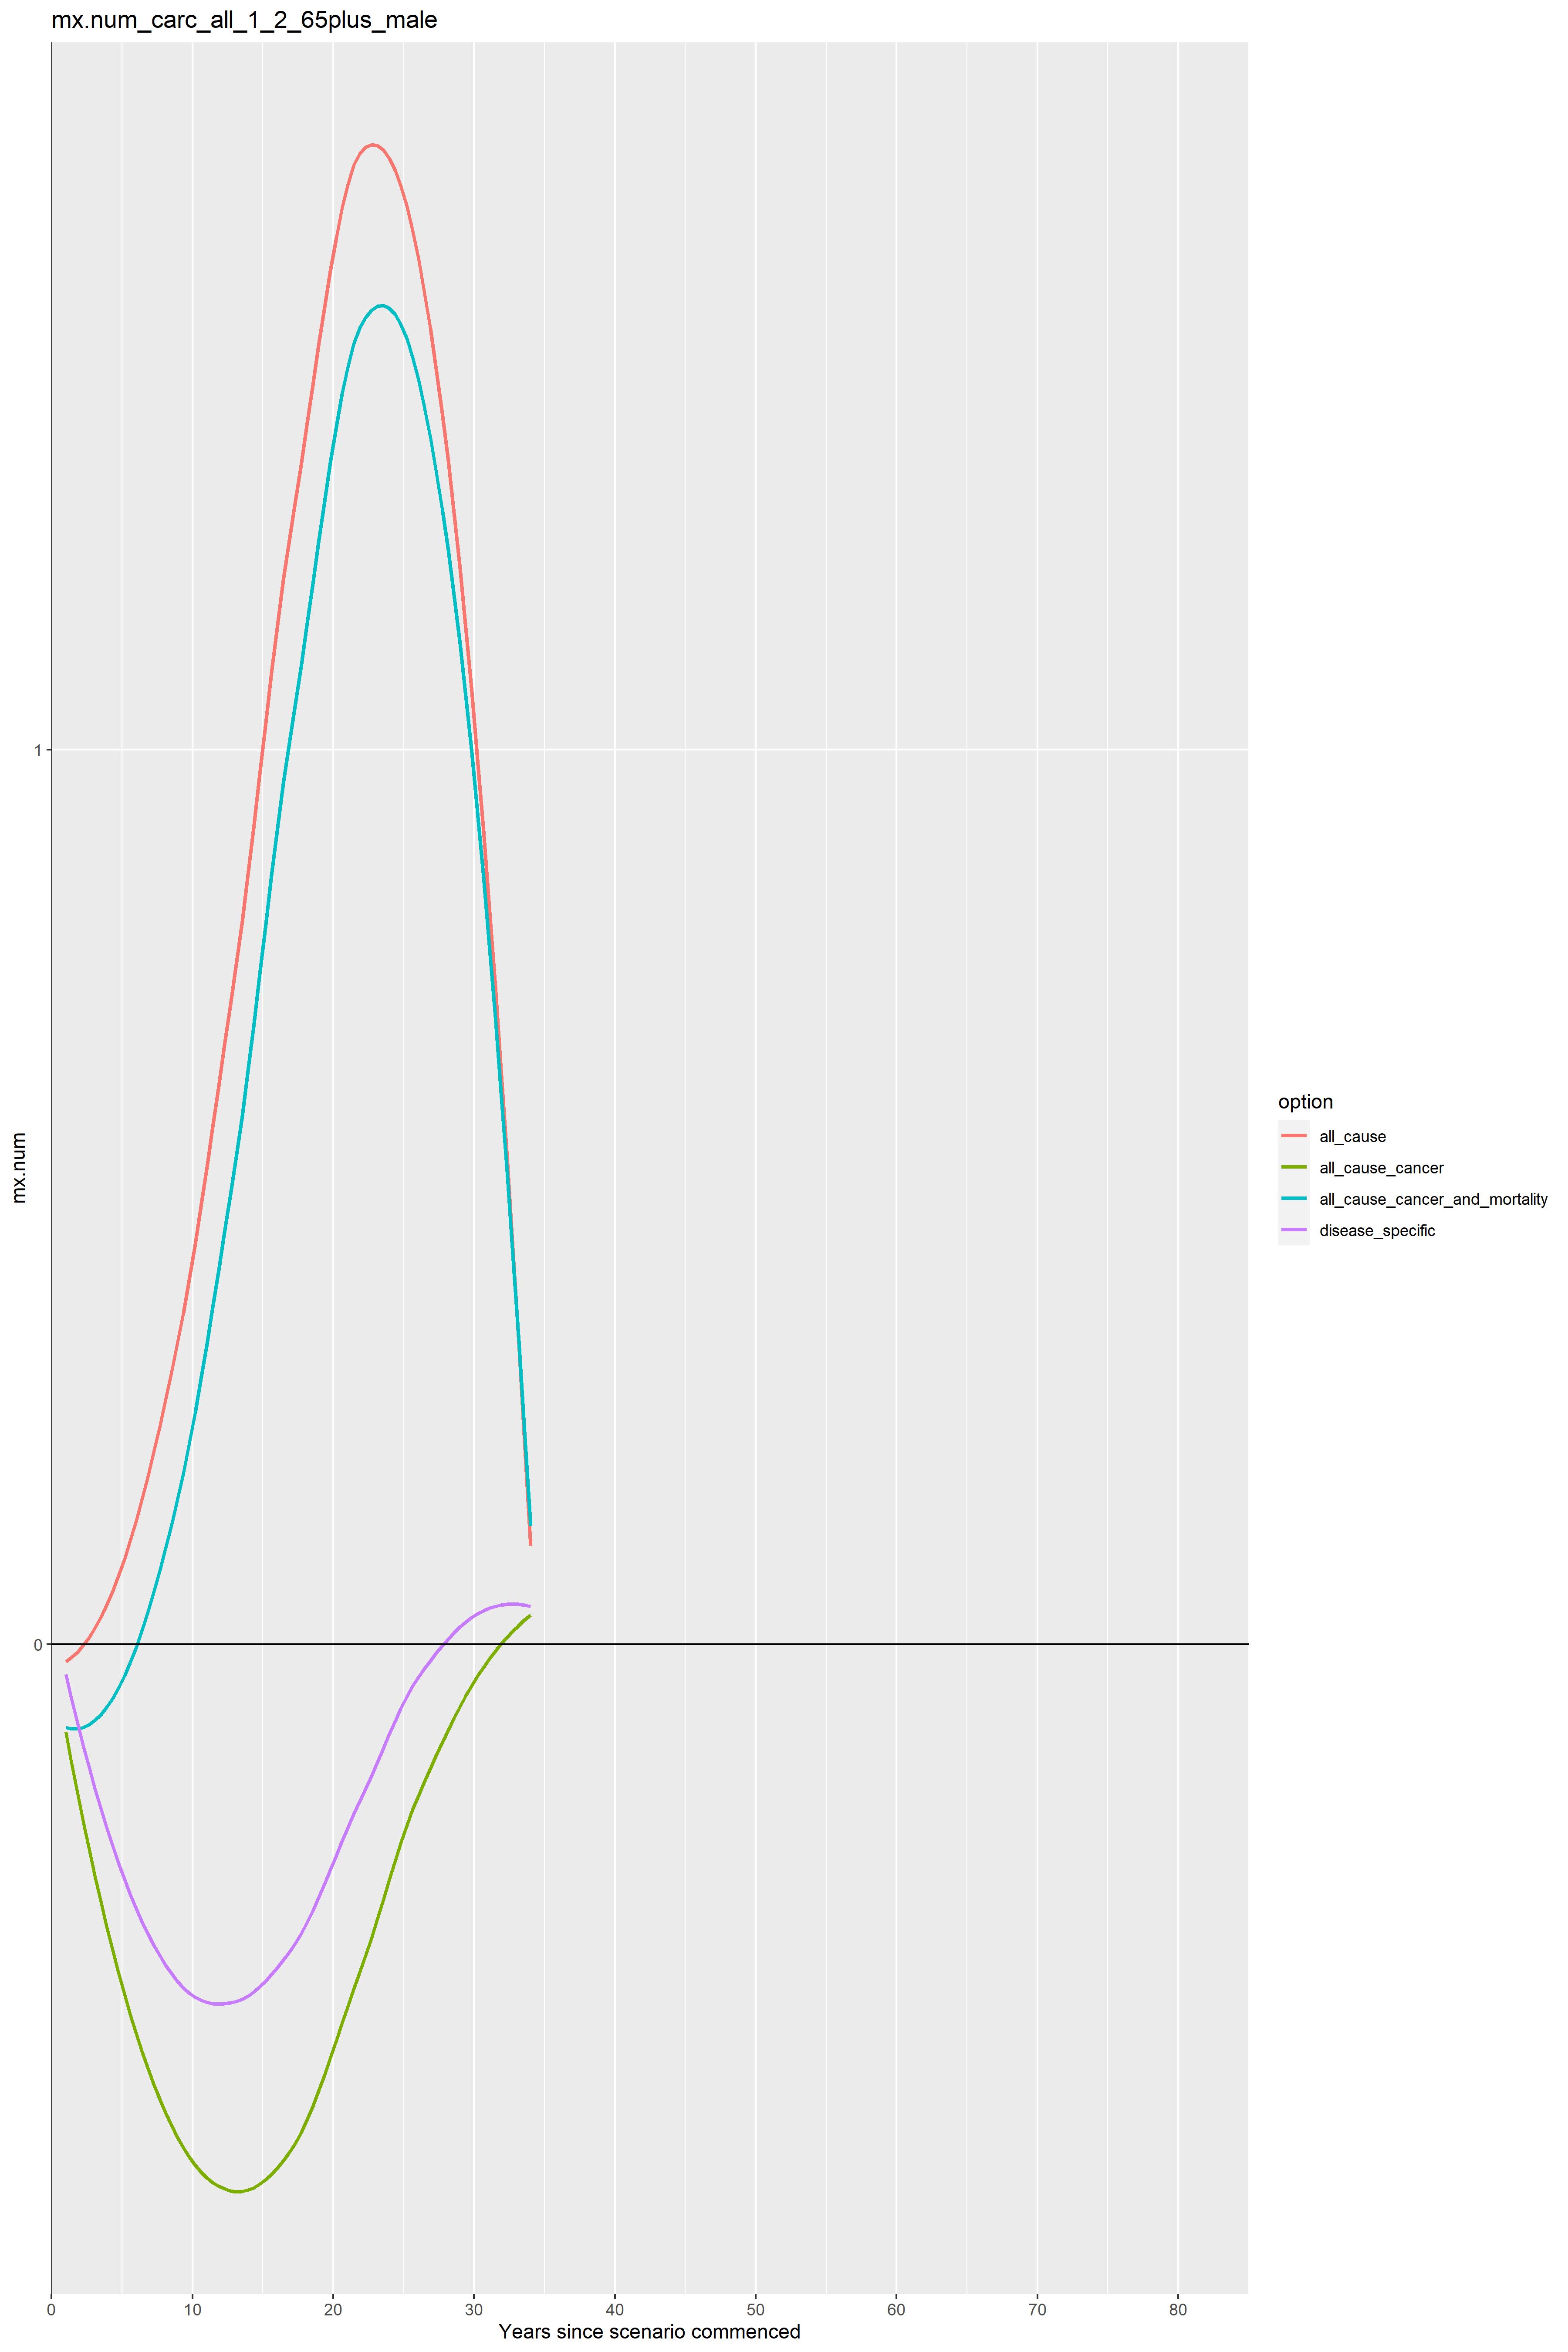 mx.num_carc_all_1_2_65plus_male
mx.num
1
0
0 10 20 30 40 50 60 70 80
Years since scenario commenced
option
all_cause
all_cause_cancer
all_cause_cancer_and_mortality
disease_specific